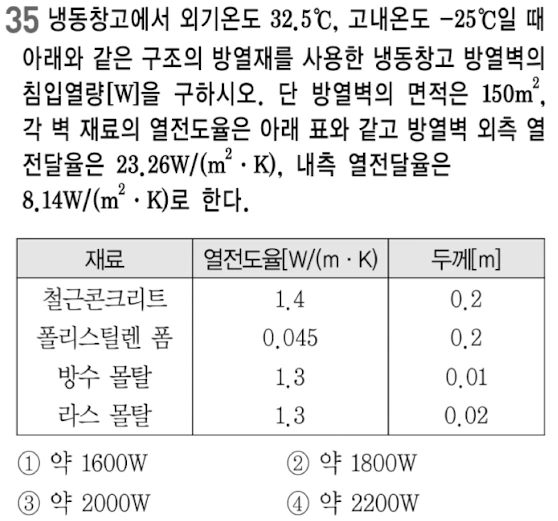 35 냉동창고에서 외기온도 32.5℃, 고내온도 -25℃일 때
아래와 같은 구조의 방열재를 사용한 냉동창고 방열벽의
침입열량[W]을 구하시오. 단 방열벽의 면적은 150m²,
각 벽 재료의 열전도율은 아래 표와 같고 방열벽 외측 열
전달율은 23.26W/(m²·K), 내측 열전달율은
8.14W/(m²·K)로 한다.
재료 열전도율[W/(m·K)] 두께[m]
철근콘크리트 1.4 0.2
폴리스틸렌 폼 0.045 0.2
방수 몰탈 1.3 0.01
라스 몰탈 1.3 0.02
① 약 1600W ② 약 1800W
③ 약 2000W ④ 약 2200W